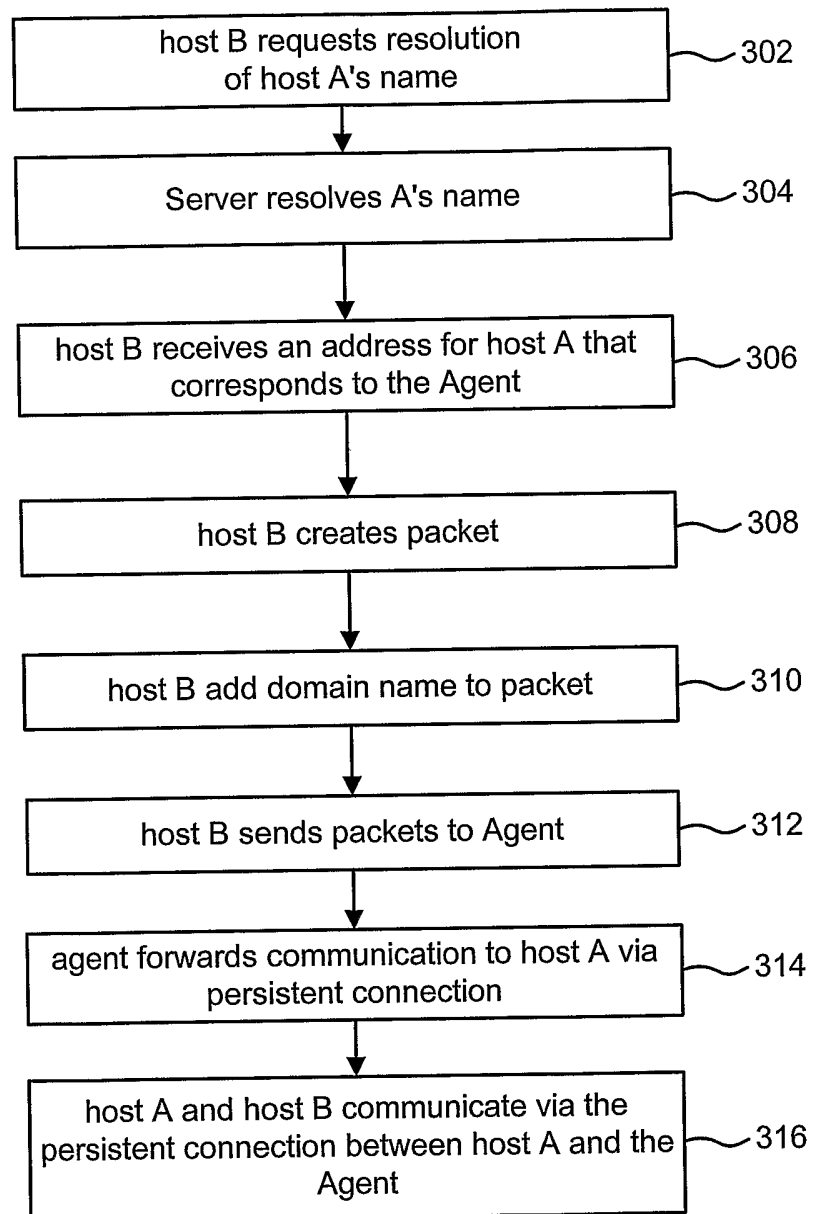 host B requests resolution
of host A's name
302
Server resolves A's name
304
host B receives an address for host A that
corresponds to the Agent
306
host B creates packet
308
host B add domain name to packet
310
host B sends packets to Agent
312
agent forwards communication to host A via
persistent connection
314
host A and host B communicate via the
persistent connection between host A and the
Agent
316